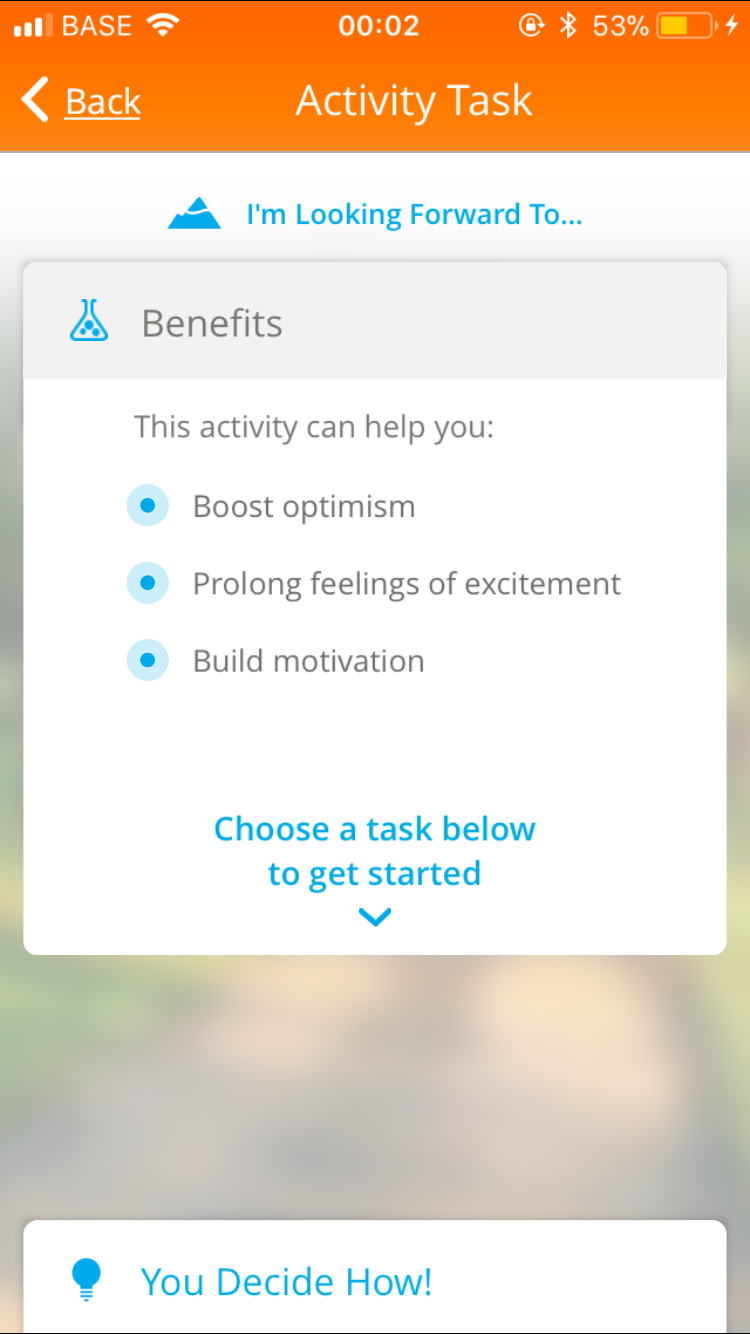 BASE 00:02 53%
Back Activity Task
I'm Looking Forward To...
Benefits
This activity can help you:
Boost optimism
Prolong feelings of excitement
Build motivation
Choose a task below
to get started
You Decide How!